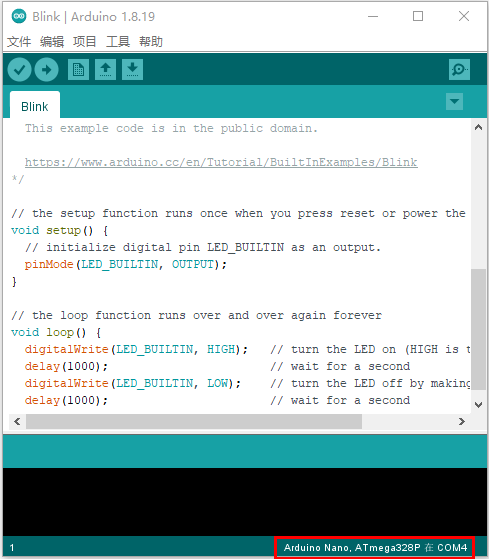 Blink | Arduino 1.8.19
文件 编辑 项目 工具 帮助
Blink
This example code is in the public domain.
https://www.arduino.cc/en/Tutorial/BuiltInExamples/Blink
*/
// the setup function runs once when you press reset or power the
void setup() {
// initialize digital pin LED_BUILTIN as an output.
pinMode(LED_BUILTIN, OUTPUT);
}
// the loop function runs over and over again forever
void loop() {
digitalWrite(LED_BUILTIN, HIGH);   // turn the LED on (HIGH is t
delay(1000);                       // wait for a second
digitalWrite(LED_BUILTIN, LOW);    // turn the LED off by making
delay(1000);                       // wait for a second
1
Arduino Nano, ATmega328P 在 COM4